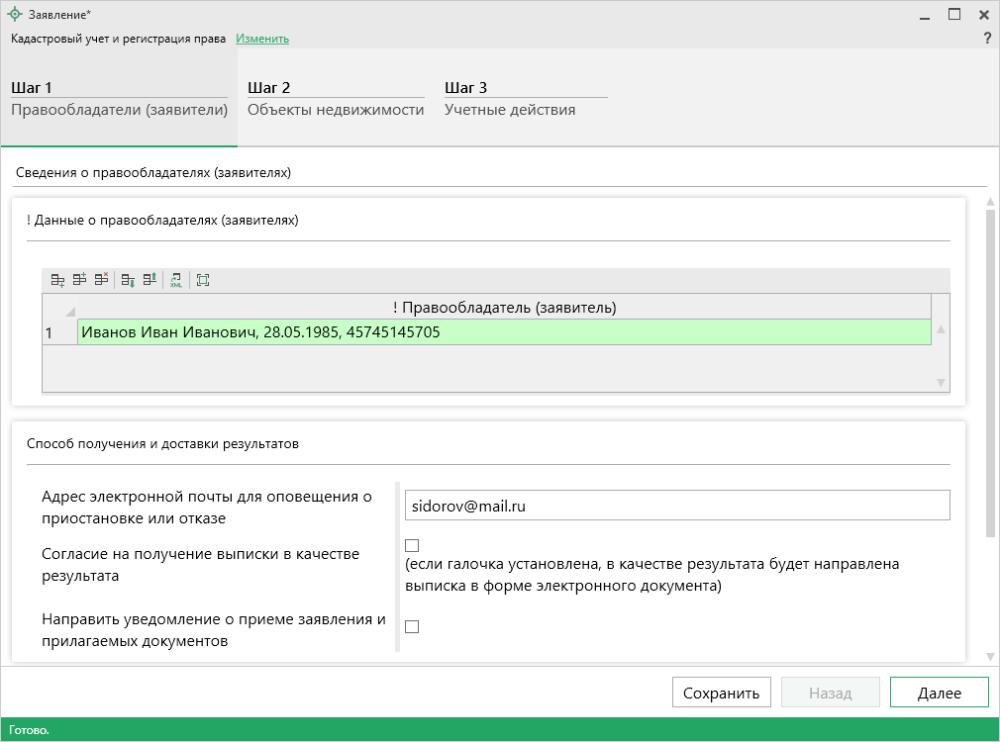 Заявление*
Кадастровый учет и регистрация права Изменить
?
Шаг 1
Правообладатели (заявители)
Шаг 2
Объекты недвижимости
Шаг 3
Учетные действия
Сведения о правообладателях (заявителях)
! Данные о правообладателях (заявителях)
XML
! Правообладатель (заявитель)
1 Иванов Иван Иванович, 28.05.1985, 45745145705
Способ получения и доставки результатов
Адрес электронной почты для оповещения о
приостановке или отказе
sidorov@mail.ru
Согласие на получение выписки в качестве
результата
(если галочка установлена, в качестве результата будет направлена
выписка в форме электронного документа)
Направить уведомление о приеме заявления и
прилагаемых документов
Сохранить Назад Далее
Готово.